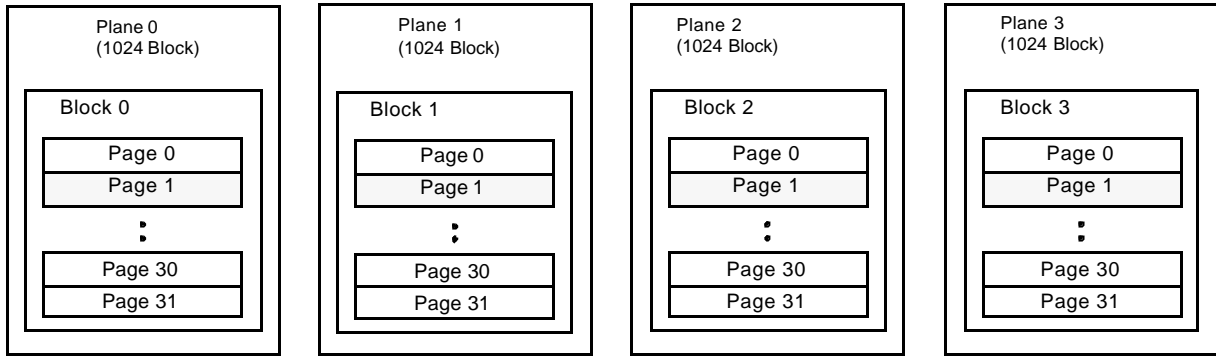 Plane 0
(1024 Block)
Block 0
Page 0
Page 1
Page 30
Page 31
Plane 1
(1024 Block)
Block 1
Page 0
Page 1
Page 30
Page 31
Plane 2
(1024 Block)
Block 2
Page 0
Page 1
Page 30
Page 31
Plane 3
(1024 Block)
Block 3
Page 0
Page 1
Page 30
Page 31